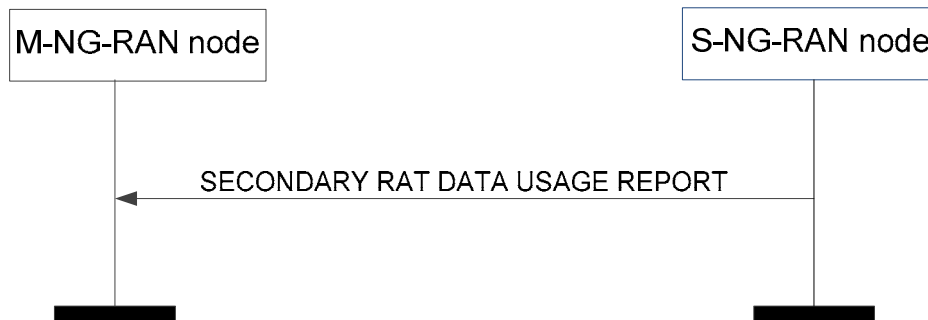 M-NG-RAN node
S-NG-RAN node
SECONDARY RAT DATA USAGE REPORT